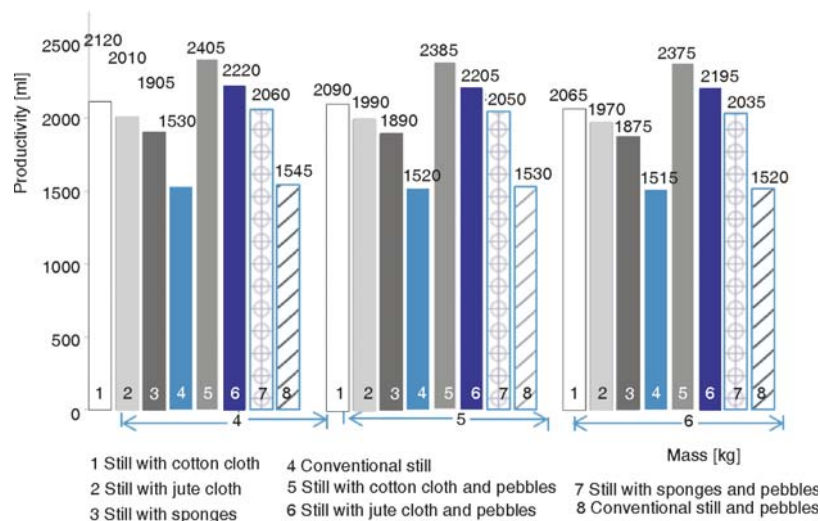 Productivity [ml]
2500
2000
1500
1000
500
0
2120
2010
1905
1530
2405
2220
2060
1545
2090
1990
1890
1520
2385
2205
2050
1530
2065
1970
1875
1515
2375
2195
2035
1520
1 2 3 4 5 6 7 8
1 2 3 4 5 6 7 8
1 2 3 4 5 6 7 8
4 5 6
Mass [kg]
1 Still with cotton cloth
2 Still with jute cloth
3 Still with sponges
4 Conventional still
5 Still with cotton cloth and pebbles
6 Still with jute cloth and pebbles
7 Still with sponges and pebbles
8 Conventional still and pebbles